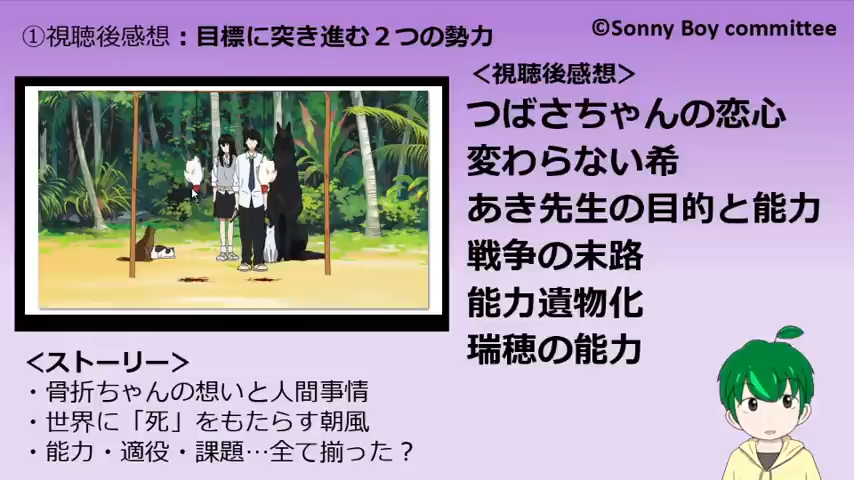 ①視聴後感想：目標に突き進む２つの勢力
©Sonny Boy committee
＜視聴後感想＞
つばさちゃんの恋心
変わらない希
あき先生の目的と能力
戦争の末路
能力遺物化
瑞穂の能力
＜ストーリー＞
・骨折ちゃんの想いと人間事情
・世界に「死」をもたらす朝風
・能力・適役・課題…全て揃った？